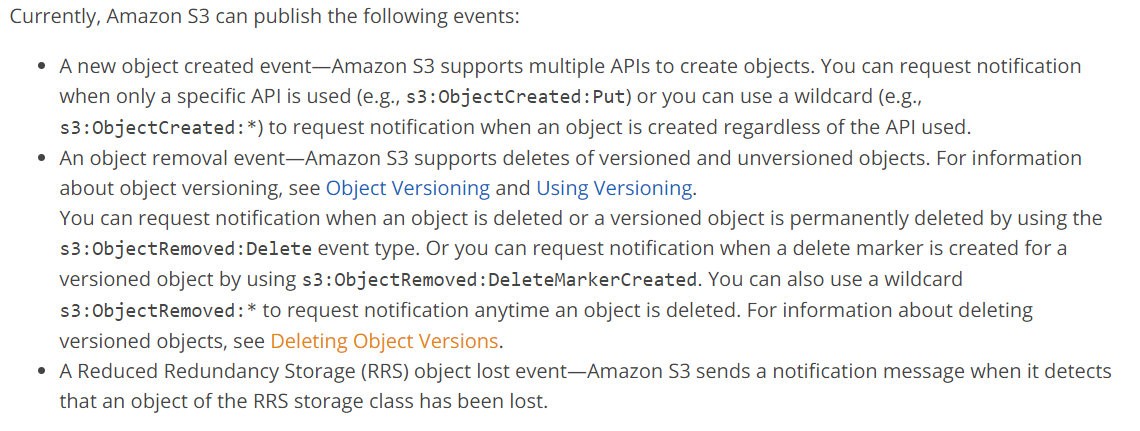 Currently, Amazon S3 can publish the following events:
• A new object created event—Amazon S3 supports multiple APIs to create objects. You can request notification
when only a specific API is used (e.g., s3:ObjectCreated:Put) or you can use a wildcard (e.g.,
s3:ObjectCreated:*) to request notification when an object is created regardless of the API used.
• An object removal event—Amazon S3 supports deletes of versioned and unversioned objects. For information
about object versioning, see Object Versioning and Using Versioning.
You can request notification when an object is deleted or a versioned object is permanently deleted by using the
s3:ObjectRemoved:Delete event type. Or you can request notification when a delete marker is created for a
versioned object by using s3:ObjectRemoved:DeleteMarkerCreated. You can also use a wildcard
s3:ObjectRemoved:* to request notification anytime an object is deleted. For information about deleting
versioned objects, see Deleting Object Versions.
• A Reduced Redundancy Storage (RRS) object lost event—Amazon S3 sends a notification message when it detects
that an object of the RRS storage class has been lost.